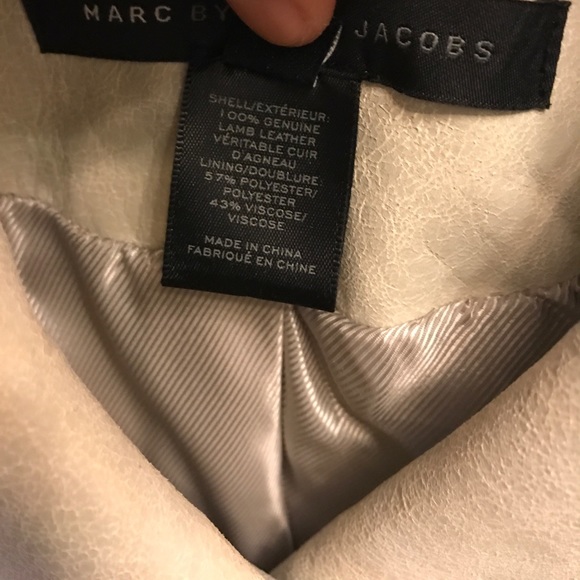 MARC BY JACOBS
SHELL/EXTÉRIEUR:
100% GENUINE
LAMB LEATHER
VÉRITABLE CUIR
D'AGNEAU
LINING/DOUBLURE:
57% POLYESTER/
POLYESTER
43% VISCOSE/
VISCOSE
MADE IN CHINA
FABRIQUÉ EN CHINE